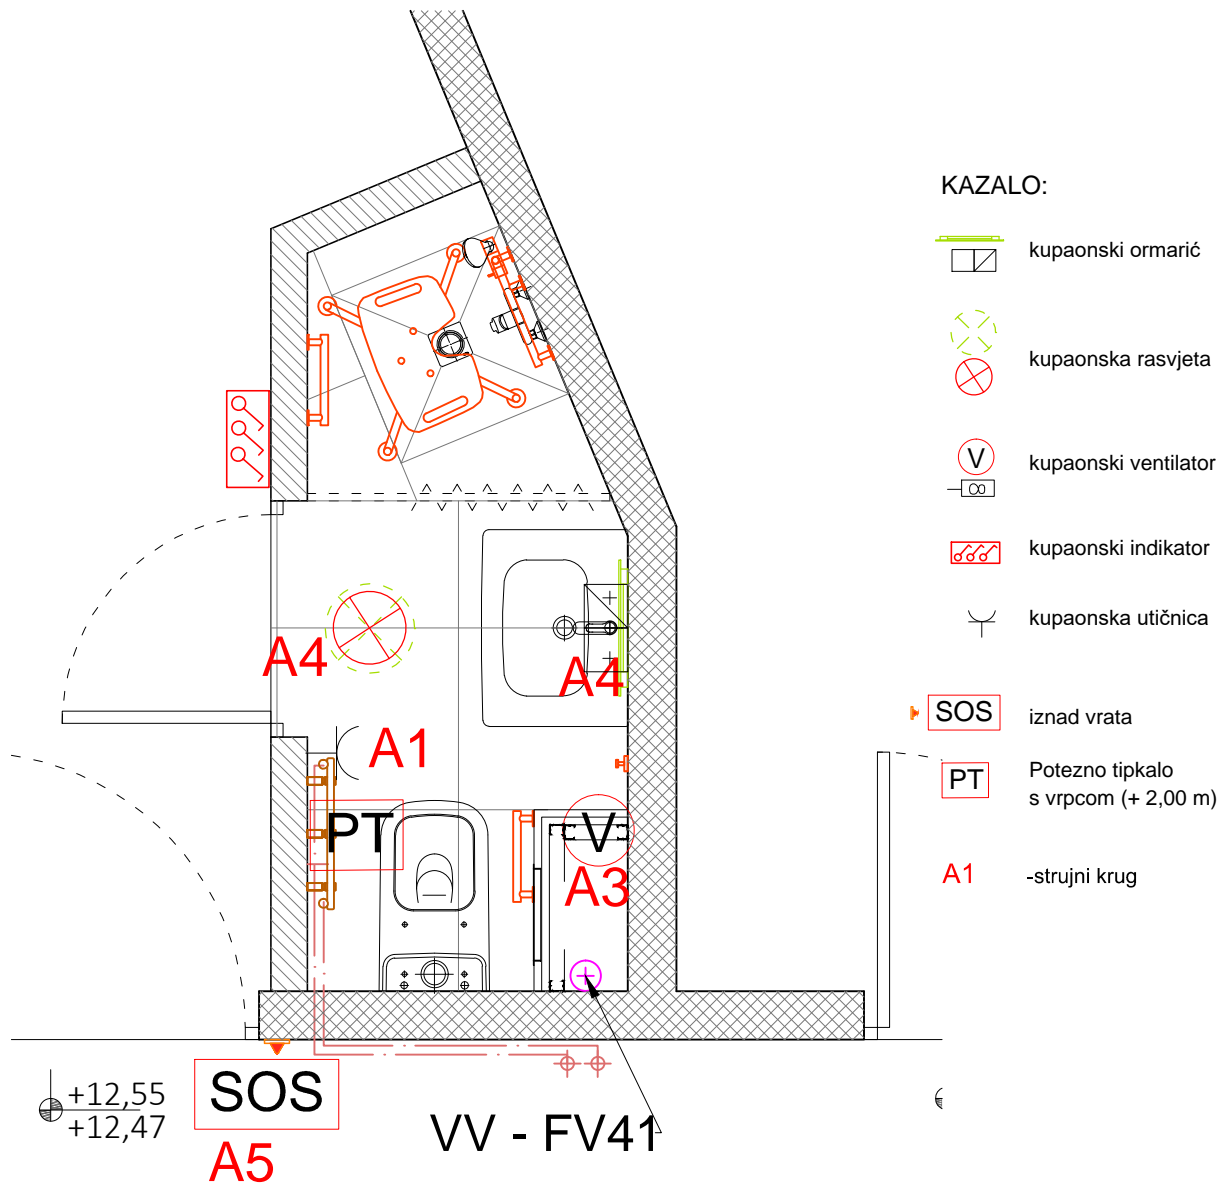 KAZALO:
kupaonski ormarić
kupaonska rasvjeta
V
kupaonski ventilator
kupaonski indikator
kupaonska utičnica
SOS
iznad vrata
PT
Potezno tipkalo
s vrpcom (+ 2,00 m)
A1
-strujni krug
A4
A4
A1
PT
V
A3
SOS
A5
+12,55
+12,47
VV - FV41